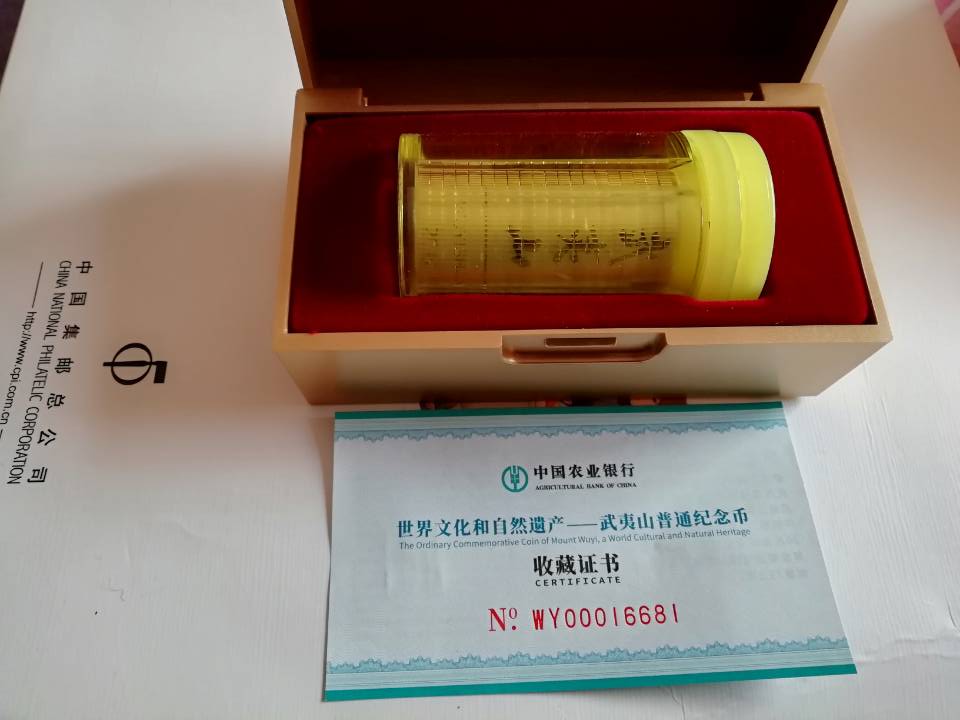 中国集邮总公司
CHINA NATIONAL PHILATELIC CORPORATION
http://www.cpi.com.cn
中国农业银行
AGRICULTURAL BANK OF CHINA
世界文化和自然遗产——武夷山普通纪念币
The Ordinary Commemorative Coin of Mount Wuyi, a World Cultural and Natural Heritage
收藏证书
CERTIFICATE
Nº. WY00016681